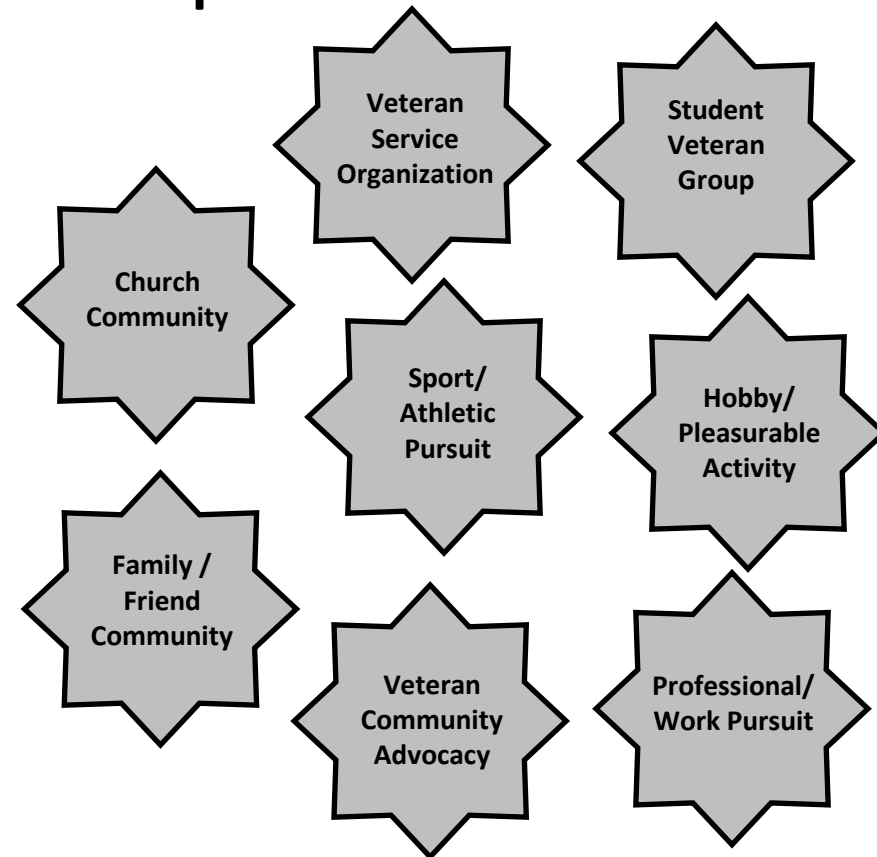 Veteran
Service
Organization
Student
Veteran
Group
Church
Community
Sport/
Athletic
Pursuit
Hobby/
Pleasurable
Activity
Family /
Friend
Community
Veteran
Community
Advocacy
Professional/
Work Pursuit